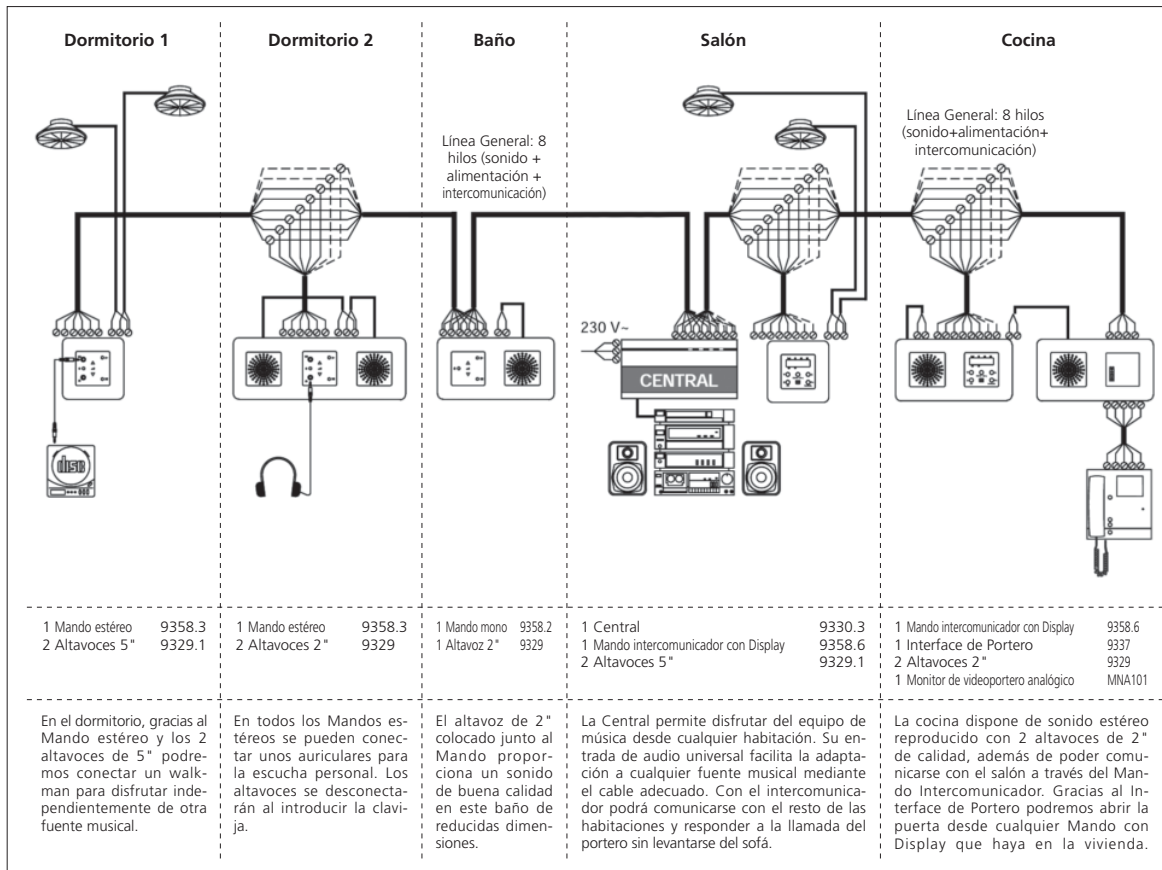 Dormitorio 1
Dormitorio 2
Baño
Salón
Cocina
Línea General: 8
hilos (sonido +
alimentación +
intercomunicación)
Línea General: 8 hilos
(sonido+alimentación+
intercomunicación)
230 V~
CENTRAL
disc
1 Mando estéreo 9358.3
2 Altavoces 5" 9329.1
1 Mando estéreo 9358.3
2 Altavoces 2" 9329
1 Mando mono 9358.2
1 Altavoz 2" 9329
1 Central 9330.3
1 Mando intercomunicador con Display 9358.6
2 Altavoces 5" 9329.1
1 Mando intercomunicador con Display 9358.6
1 Interface de Portero 9337
2 Altavoces 2" 9329
1 Monitor de videoportero analógico MNA101
En el dormitorio, gracias al
Mando estéreo y los 2
altavoces de 5" podre-
mos conectar un walk-
man para disfrutar inde-
pendientemente de otra
fuente musical.
En todos los Mandos es-
téreos se pueden conec-
tar unos auriculares para
la escucha personal. Los
altavoces se desconecta-
rán al introducir la clavi-
ja.
El altavoz de 2"
colocado junto al
Mando propor-
ciona un sonido
de buena calidad
en este baño de
reducidas dimen-
siones.
La Central permite disfrutar del equipo de
música desde cualquier habitación. Su en-
trada de audio universal facilita la adap-
tación a cualquier fuente musical mediante
el cable adecuado. Con el intercomunica-
dor podrá comunicarse con el resto de las
habitaciones y responder a la llamada del
portero sin levantarse del sofá.
La cocina dispone de sonido estéreo
reproducido con 2 altavoces de 2"
de calidad, además de poder comu-
nicarse con el salón a través del Man-
do Intercomunicador. Gracias al In-
terface de Portero podremos abrir la
puerta desde cualquier Mando con
Display que haya en la vivienda.